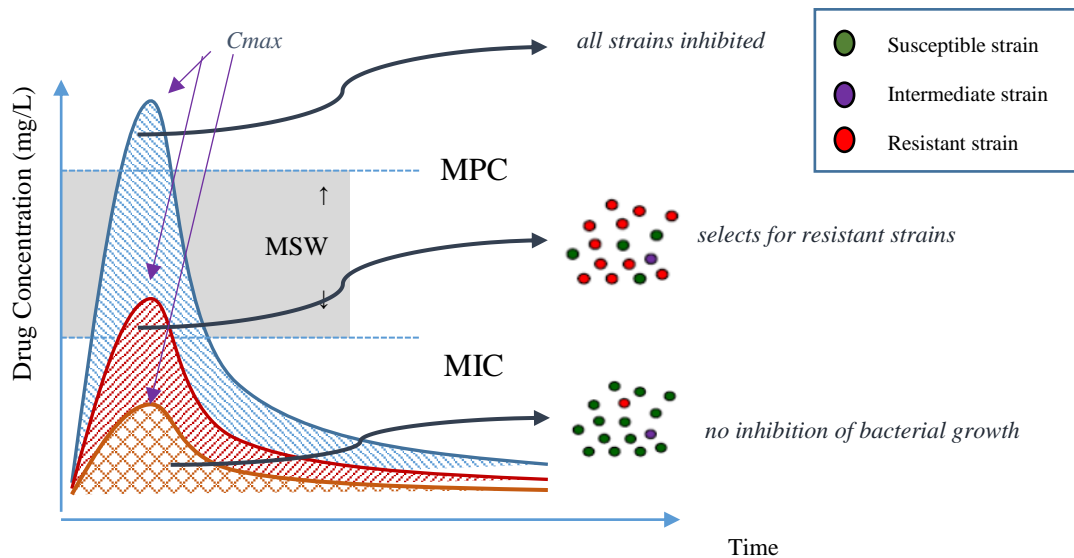 Cmax
all strains inhibited
Susceptible strain
Intermediate strain
Resistant strain
Drug Concentration (mg/L)
MPC
↑
MSW
↓
selects for resistant strains
MIC
no inhibition of bacterial growth
Time